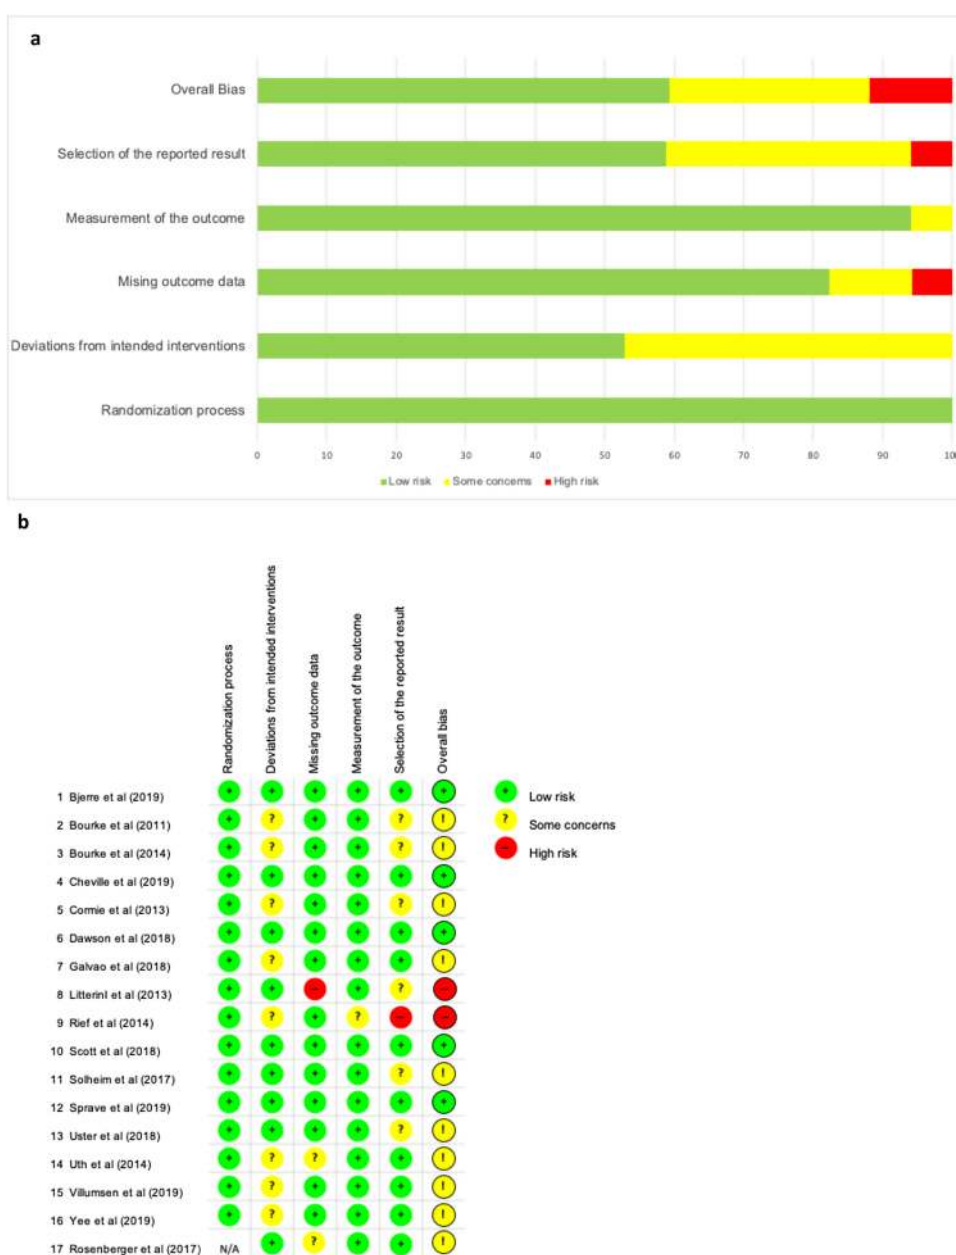 a
Overall Bias
Selection of the reported result
Measurement of the outcome
Mising outcome data
Deviations from intended interventions
Randomization process
0 10 20 30 40 50 60 70 80 90 100
Low risk Some concerns High risk
b
Randomization process
Deviations from intended interventions
Missing outcome data
Measurement of the outcome
Selection of the reported result
Overall bias
1 Bjerre et al (2019) + + + + + +
2 Bourke et al (2011) + ? + + ? !
3 Bourke et al (2014) + ? + + ? !
4 Cheville et al (2019) + + + + + +
5 Cormie et al (2013) + ? + + ? !
6 Dawson et al (2018) + + + + + +
7 Galvao et al (2018) + ? + + + !
8 Litterinl et al (2013) + + - + ? -
9 Rief et al (2014) + ? + ? - -
10 Scott et al (2018) + + + + + +
11 Solheim et al (2017) + + + + ? !
12 Sprave et al (2019) + + + + + +
13 Uster et al (2018) + + + + ? !
14 Uth et al (2014) + ? ? + + !
15 Villumsen et al (2019) + ? + + + !
16 Yee et al (2019) + ? + + + !
17 Rosenberger et al (2017) N/A + ? + + !
+ Low risk
? Some concerns
- High risk